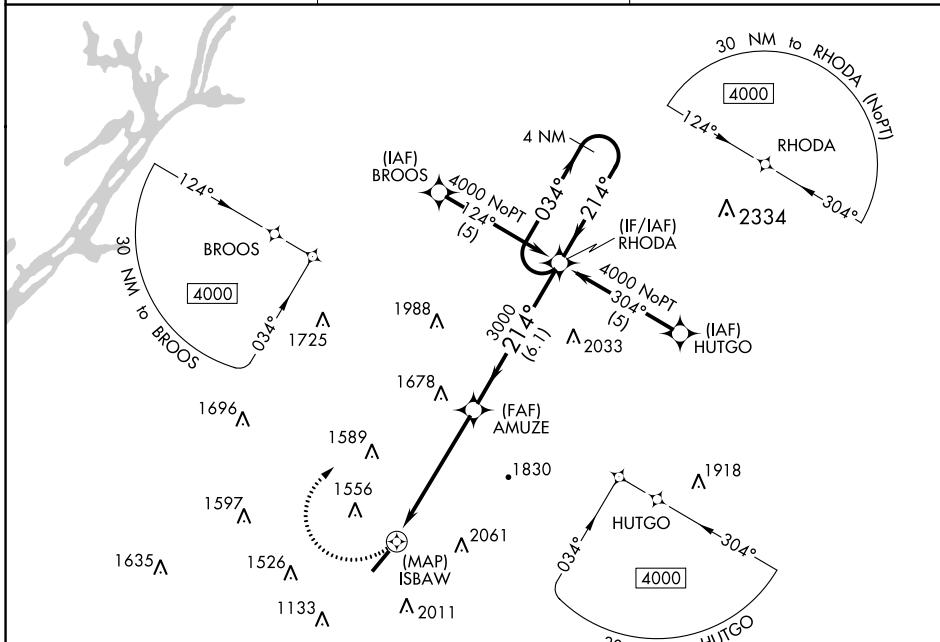 30 NM to RHODA (NoPT)
4000
124°
RHODA
304°
2334
4 NM
034°
214°
(IAF)
BROOS
4000 NoPT
124°
(5)
(IF/IAF)
RHODA
4000 NoPT
304°
(5)
(IAF)
HUTGO
124°
BROOS
4000
034°
30 NM to BROOS
1725
1988
3000
214°
(6.1)
2033
1678
(FAF)
AMUZE
1696
1589
1830
1918
1556
HUTGO
1597
304°
034°
4000
2061
1635
1526
(MAP)
ISBAW
1133
2011
HUTGO